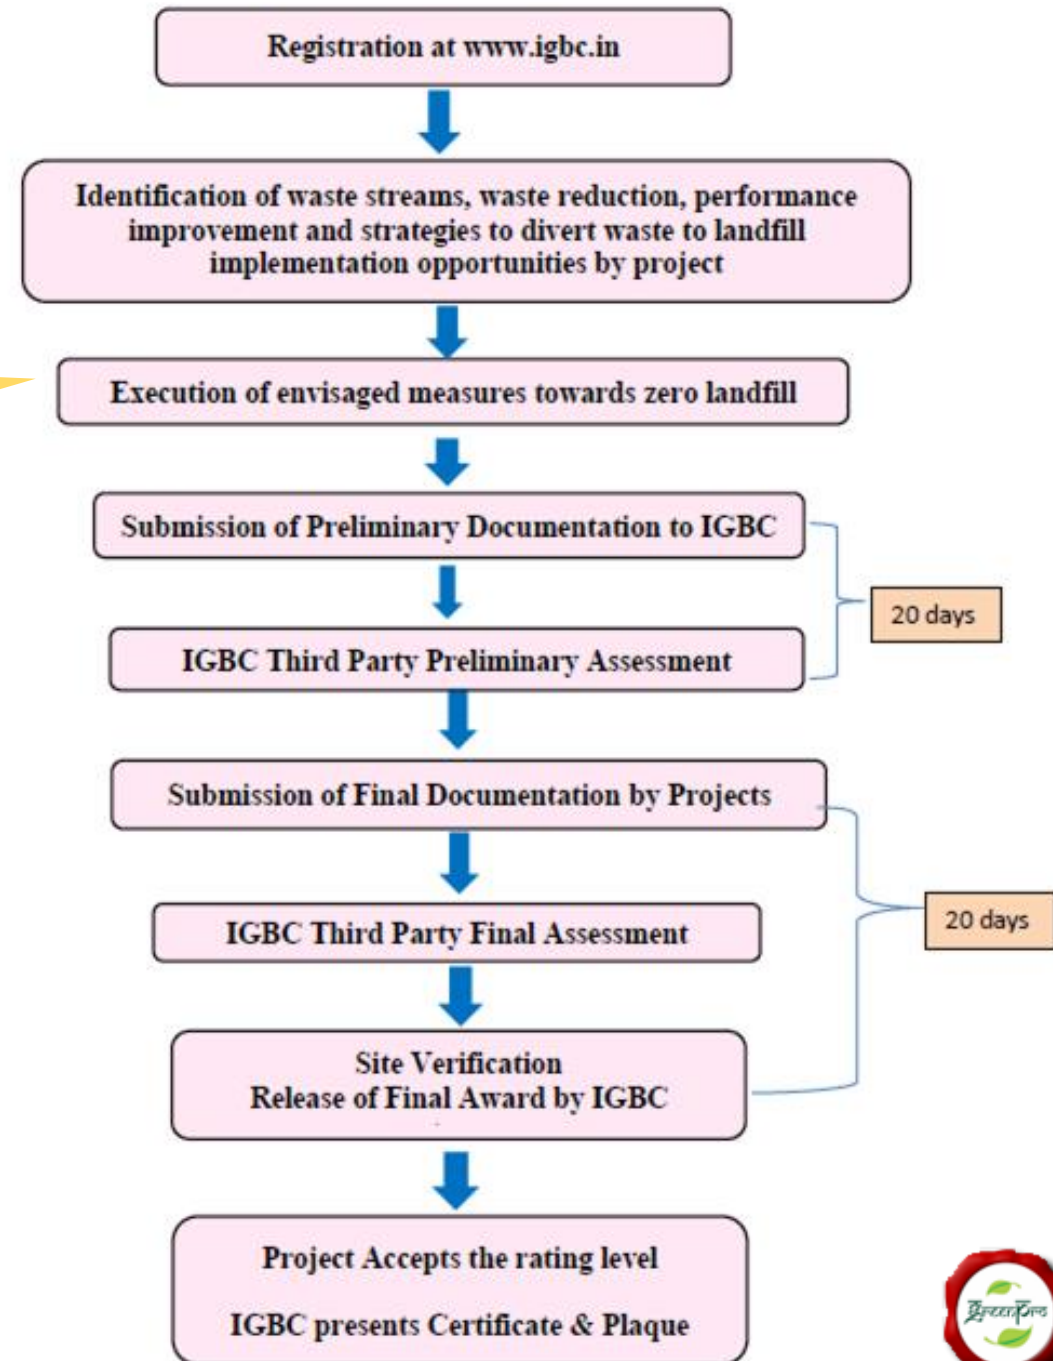 Registration at www.igbc.in
Identification of waste streams, waste reduction, performance
improvement and strategies to divert waste to landfill
implementation opportunities by project
Execution of envisaged measures towards zero landfill
Submission of Preliminary Documentation to IGBC
20 days
IGBC Third Party Preliminary Assessment
Submission of Final Documentation by Projects
IGBC Third Party Final Assessment
20 days
Site Verification
Release of Final Award by IGBC
Project Accepts the rating level
IGBC presents Certificate & Plaque
GreenPro